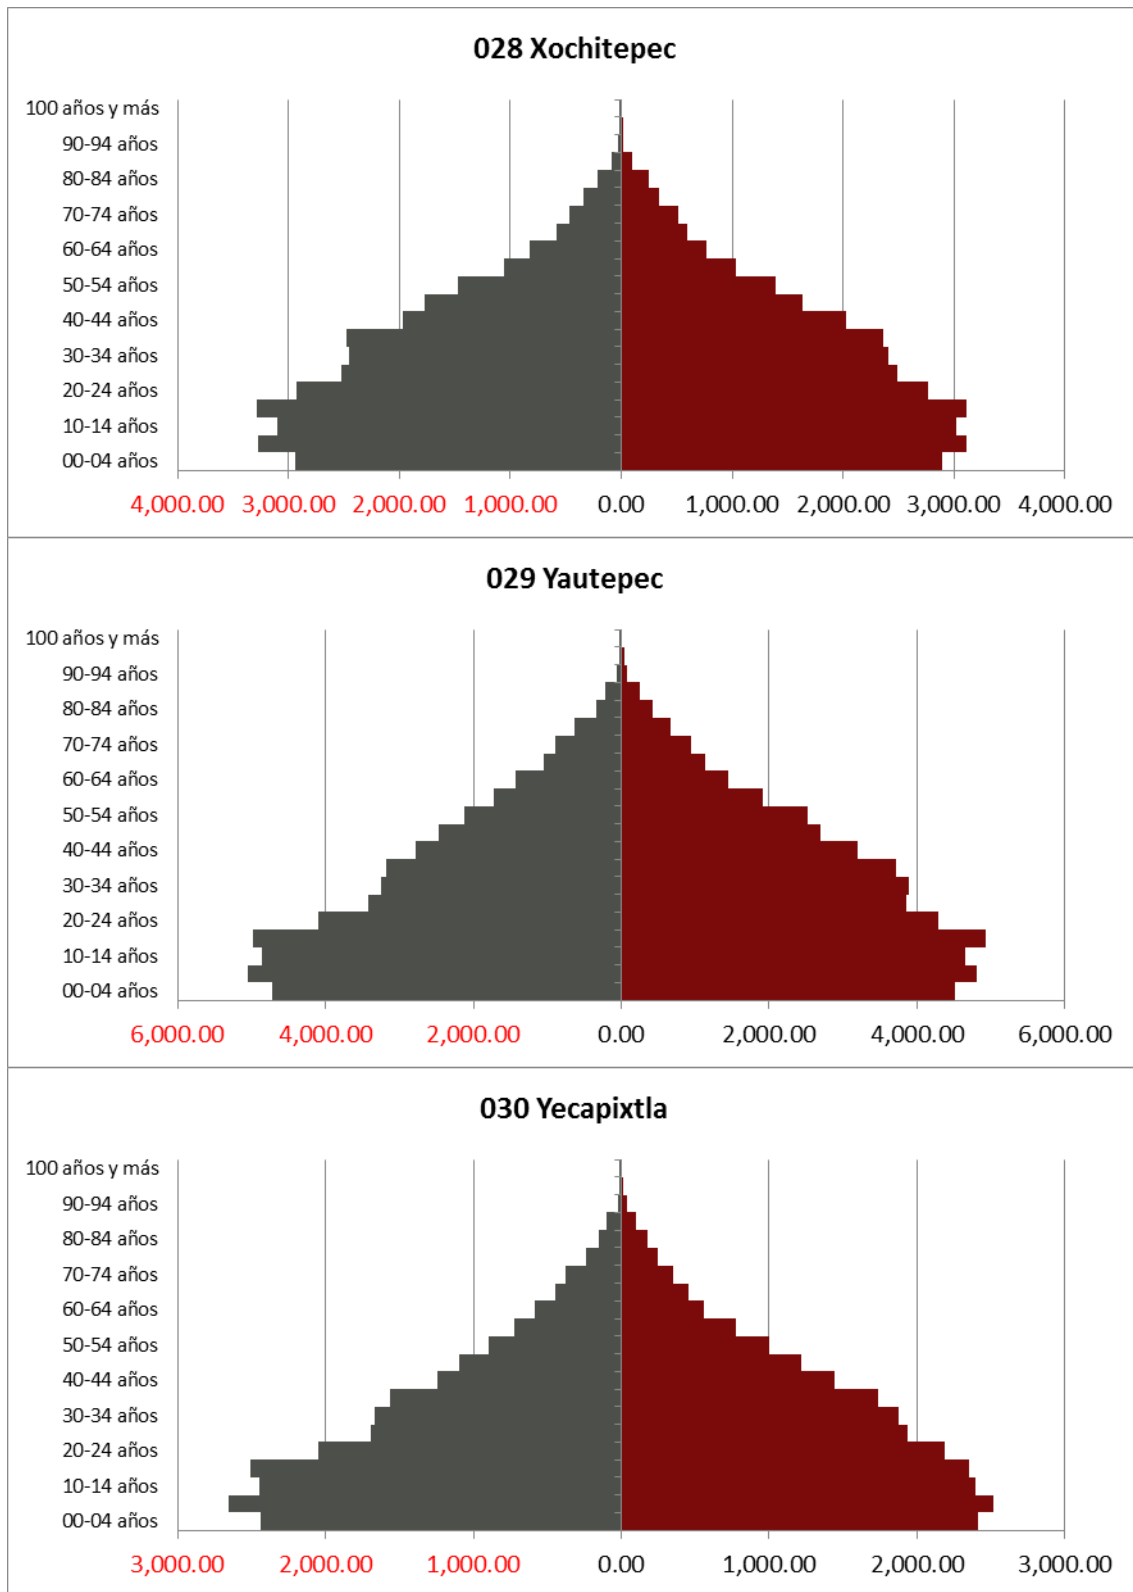 028 Xochitepec
100 años y más
90-94 años
80-84 años
70-74 años
60-64 años
50-54 años
40-44 años
30-34 años
20-24 años
10-14 años
00-04 años
4,000.00 3,000.00 2,000.00 1,000.00 0.00 1,000.00 2,000.00 3,000.00 4,000.00
029 Yautepec
100 años y más
90-94 años
80-84 años
70-74 años
60-64 años
50-54 años
40-44 años
30-34 años
20-24 años
10-14 años
00-04 años
6,000.00 4,000.00 2,000.00 0.00 2,000.00 4,000.00 6,000.00
030 Yecapixtla
100 años y más
90-94 años
80-84 años
70-74 años
60-64 años
50-54 años
40-44 años
30-34 años
20-24 años
10-14 años
00-04 años
3,000.00 2,000.00 1,000.00 0.00 1,000.00 2,000.00 3,000.00